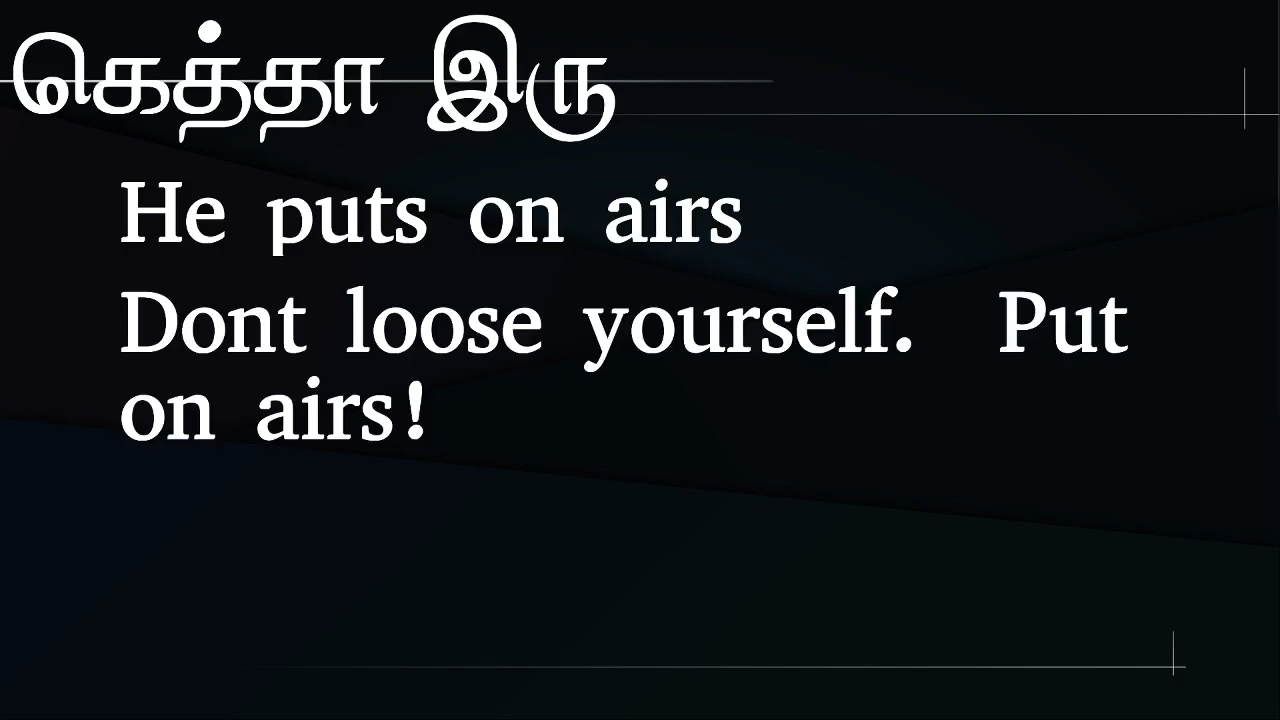 கெத்தா இரு
He puts on airs
Dont loose yourself. Put
on airs!